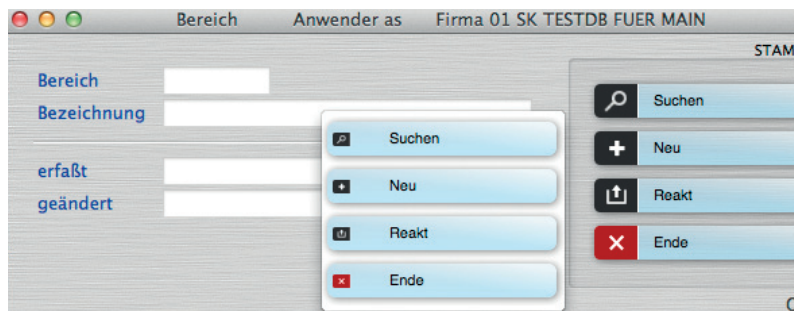 Bereich Anwender as Firma 01 SK TESTDB FUER MAIN
STAM
Bereich
Bezeichnung
erfaßt
geändert
Suchen
Neu
Reakt
Ende
Suchen
Neu
Reakt
Ende